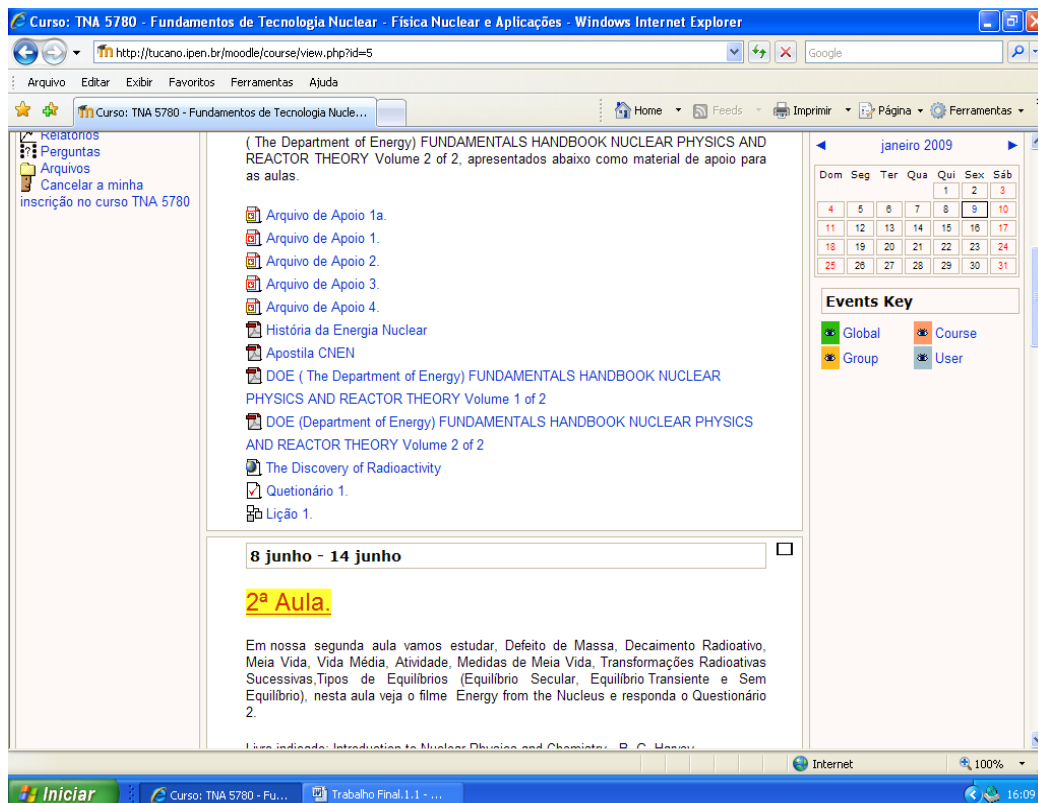 Curso: TNA 5780 - Fundamentos de Tecnologia Nuclear - Física Nuclear e Aplicações - Windows Internet Explorer
http://tucano.ipen.br/moodle/course/view.php?id=5
Google
Arquivo Editar Exibir Favoritos Ferramentas Ajuda
Curso: TNA 5780 - Fundamentos de Tecnologia Nucle...
Home Feeds Imprimir Página Ferramentas
Relatórios
Perguntas
Arquivos
Cancelar a minha
inscrição no curso TNA 5780
( The Department of Energy) FUNDAMENTALS HANDBOOK NUCLEAR PHYSICS AND
REACTOR THEORY Volume 2 of 2, apresentados abaixo como material de apoio para
as aulas.
Arquivo de Apoio 1a.
Arquivo de Apoio 1.
Arquivo de Apoio 2.
Arquivo de Apoio 3.
Arquivo de Apoio 4.
História da Energia Nuclear
Apostila CNEN
DOE ( The Department of Energy) FUNDAMENTALS HANDBOOK NUCLEAR
PHYSICS AND REACTOR THEORY Volume 1 of 2
DOE (Department of Energy) FUNDAMENTALS HANDBOOK NUCLEAR PHYSICS
AND REACTOR THEORY Volume 2 of 2
The Discovery of Radioactivity
Quetionário 1.
Lição 1.
8 junho - 14 junho
2ª Aula.
Em nossa segunda aula vamos estudar, Defeito de Massa, Decaimento Radioativo,
Meia Vida, Vida Média, Atividade, Medidas de Meia Vida, Transformações Radioativas
Sucessivas,Tipos de Equilíbrios (Equilíbrio Secular, Equilíbrio Transiente e Sem
Equilíbrio), nesta aula veja o filme Energy from the Nucleus e responda o Questionário
2.
Livro indicado: Introduction to Nuclear Physics and Chemistry - B. G. Harvey
janeiro 2009
Dom Seg Ter Qua Qui Sex Sáb
1 2 3
4 5 6 7 8 9 10
11 12 13 14 15 16 17
18 19 20 21 22 23 24
25 26 27 28 29 30 31
Events Key
Global Course
Group User
Internet 100%
Iniciar
Curso: TNA 5780 - Fu...
Trabalho Final.1.1 - ...
16:09